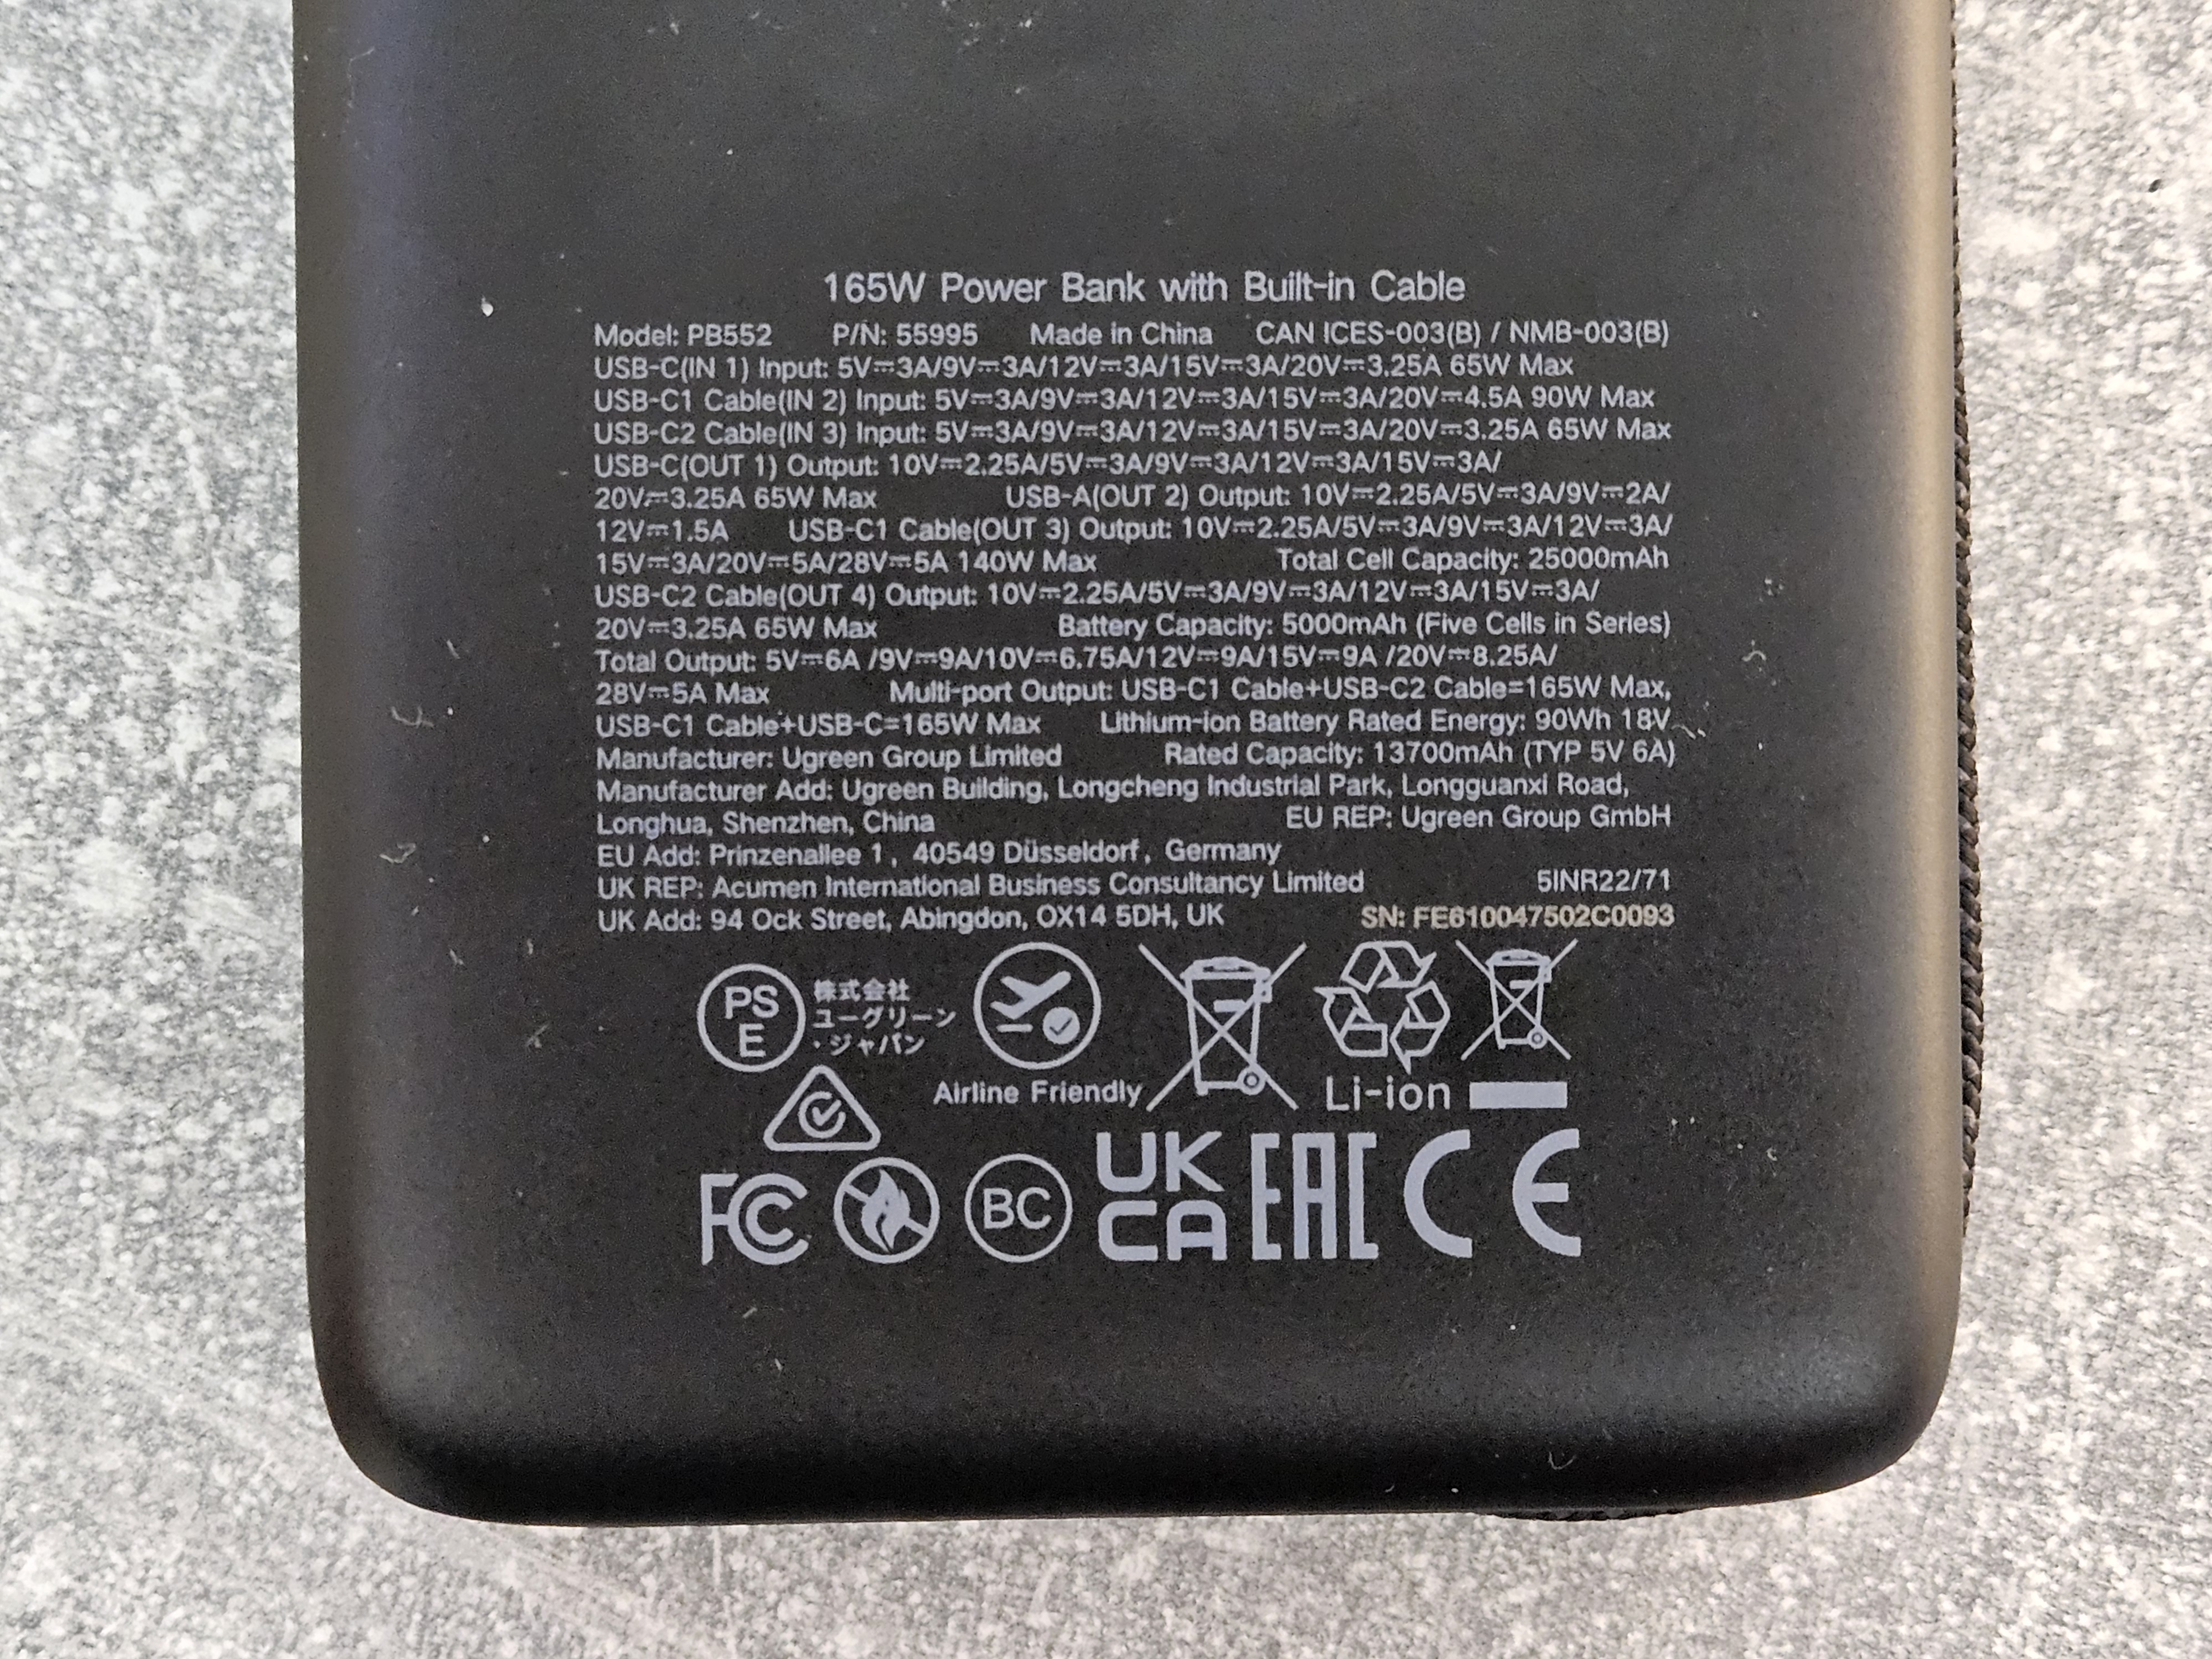 165W Power Bank with Built-in Cable
Model: PB552 P/N: 55995 Made in China CAN ICES-003(B) / NMB-003(B)
USB-C(IN 1) Input: 5V⎓3A/9V⎓3A/12V⎓3A/15V⎓3A/20V⎓3.25A 65W Max
USB-C1 Cable(IN 2) Input: 5V⎓3A/9V⎓3A/12V⎓3A/15V⎓3A/20V⎓4.5A 90W Max
USB-C2 Cable(IN 3) Input: 5V⎓3A/9V⎓3A/12V⎓3A/15V⎓3A/20V⎓3.25A 65W Max
USB-C(OUT 1) Output: 10V⎓2.25A/5V⎓3A/9V⎓3A/12V⎓3A/15V⎓3A/
20V⎓3.25A 65W Max USB-A(OUT 2) Output: 10V⎓2.25A/5V⎓3A/9V⎓2A/
12V⎓1.5A USB-C1 Cable(OUT 3) Output: 10V⎓2.25A/5V⎓3A/9V⎓3A/12V⎓3A/
15V⎓3A/20V⎓5A/28V⎓5A 140W Max Total Cell Capacity: 25000mAh
USB-C2 Cable(OUT 4) Output: 10V⎓2.25A/5V⎓3A/9V⎓3A/12V⎓3A/15V⎓3A/
20V⎓3.25A 65W Max Battery Capacity: 5000mAh (Five Cells in Series)
Total Output: 5V⎓6A /9V⎓9A/10V⎓6.75A/12V⎓9A/15V⎓9A /20V⎓8.25A/
28V⎓5A Max Multi-port Output: USB-C1 Cable+USB-C2 Cable=165W Max,
USB-C1 Cable+USB-C=165W Max Lithium-ion Battery Rated Energy: 90Wh 18V
Manufacturer: Ugreen Group Limited Rated Capacity: 13700mAh (TYP 5V 6A)
Manufacturer Add: Ugreen Building, Longcheng Industrial Park, Longguanxi Road,
Longhua, Shenzhen, China EU REP: Ugreen Group GmbH
EU Add: Prinzenallee 1, 40549 Düsseldorf, Germany
UK REP: Acumen International Business Consultancy Limited 5INR22/71
UK Add: 94 Ock Street, Abingdon, OX14 5DH, UK SN: FE610047502C0093
PS
E
株式会社
ユーグリーン
・ジャパン
Airline Friendly
Li-ion
FC
BC
UK
CA
EAC
CE